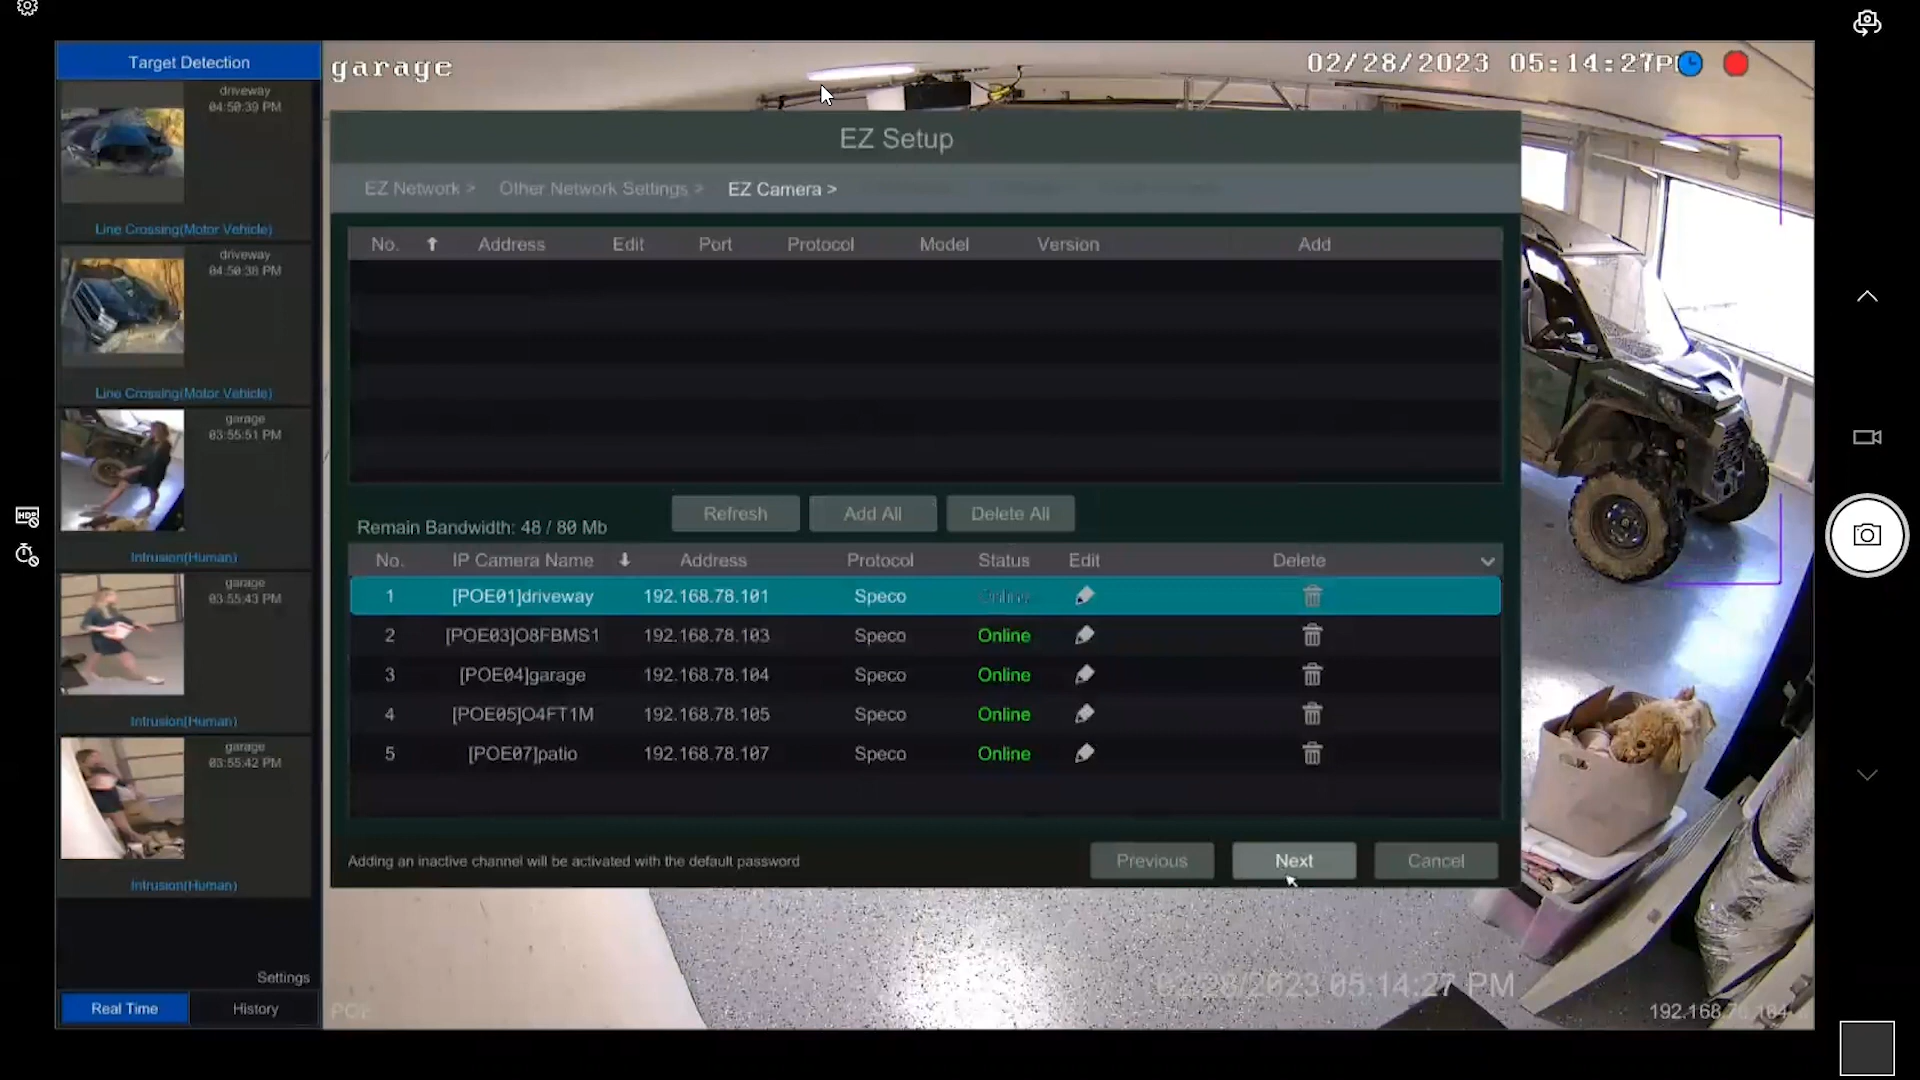 Target Detection
driveway
04:50:39 PM
Line Crossing(Motor Vehicle)
driveway
04:50:38 PM
Line Crossing(Motor Vehicle)
garage
03:55:51 PM
Intrusion(Human)
garage
03:55:43 PM
Intrusion(Human)
garage
03:55:42 PM
Intrusion(Human)
Settings
Real Time History
garage 02/28/2023 05:14:27P
EZ Setup
EZ Network > Other Network Settings > EZ Camera >
No. Address Edit Port Protocol Model Version Add
Remain Bandwidth: 48 / 80 Mb Refresh Add All Delete All
No. IP Camera Name Address Protocol Status Edit Delete
1 [POE01]driveway 192.168.78.101 Speco Online
2 [POE03]O8FBMS1 192.168.78.103 Speco Online
3 [POE04]garage 192.168.78.104 Speco Online
4 [POE05]O4FT1M 192.168.78.105 Speco Online
5 [POE07]patio 192.168.78.107 Speco Online
Adding an inactive channel will be activated with the default password Previous Next Cancel
02/28/2023 05:14:27 PM
HDR